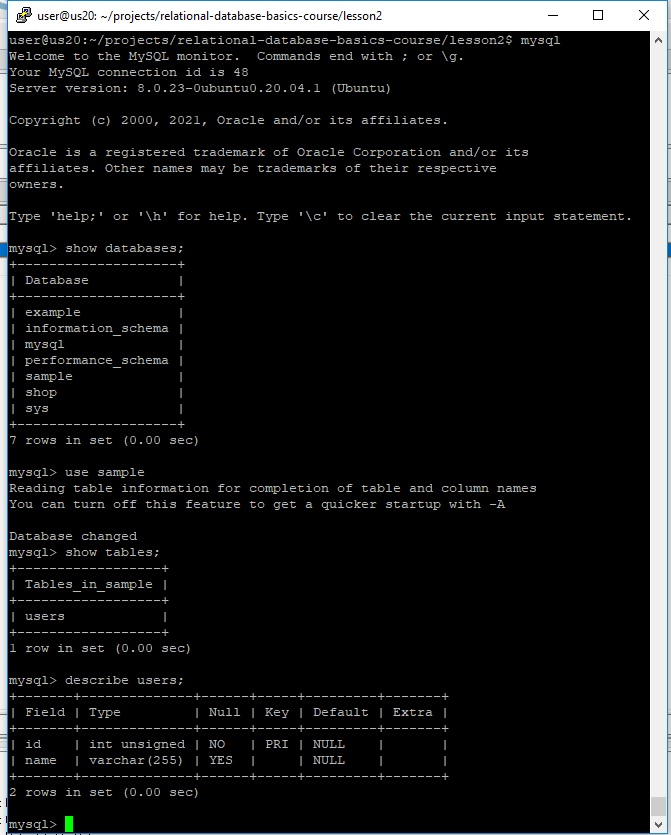 user@us20: ~/projects/relational-database-basics-course/lesson2
user@us20:~/projects/relational-database-basics-course/lesson2$ mysql
Welcome to the MySQL monitor.  Commands end with ; or \g.
Your MySQL connection id is 48
Server version: 8.0.23-0ubuntu0.20.04.1 (Ubuntu)

Copyright (c) 2000, 2021, Oracle and/or its affiliates.

Oracle is a registered trademark of Oracle Corporation and/or its
affiliates. Other names may be trademarks of their respective
owners.

Type 'help;' or '\h' for help. Type '\c' to clear the current input statement.

mysql> show databases;
+--------------------+
| Database           |
+--------------------+
| example            |
| information_schema |
| mysql              |
| performance_schema |
| sample             |
| shop               |
| sys                |
+--------------------+
7 rows in set (0.00 sec)

mysql> use sample
Reading table information for completion of table and column names
You can turn off this feature to get a quicker startup with -A

Database changed
mysql> show tables;
+------------------+
| Tables_in_sample |
+------------------+
| users            |
+------------------+
1 row in set (0.00 sec)

mysql> describe users;
+-------+--------------+------+-----+---------+-------+
| Field | Type         | Null | Key | Default | Extra |
+-------+--------------+------+-----+---------+-------+
| id    | int unsigned | NO   | PRI | NULL    |       |
| name  | varchar(255) | YES  |     | NULL    |       |
+-------+--------------+------+-----+---------+-------+
2 rows in set (0.00 sec)

mysql>